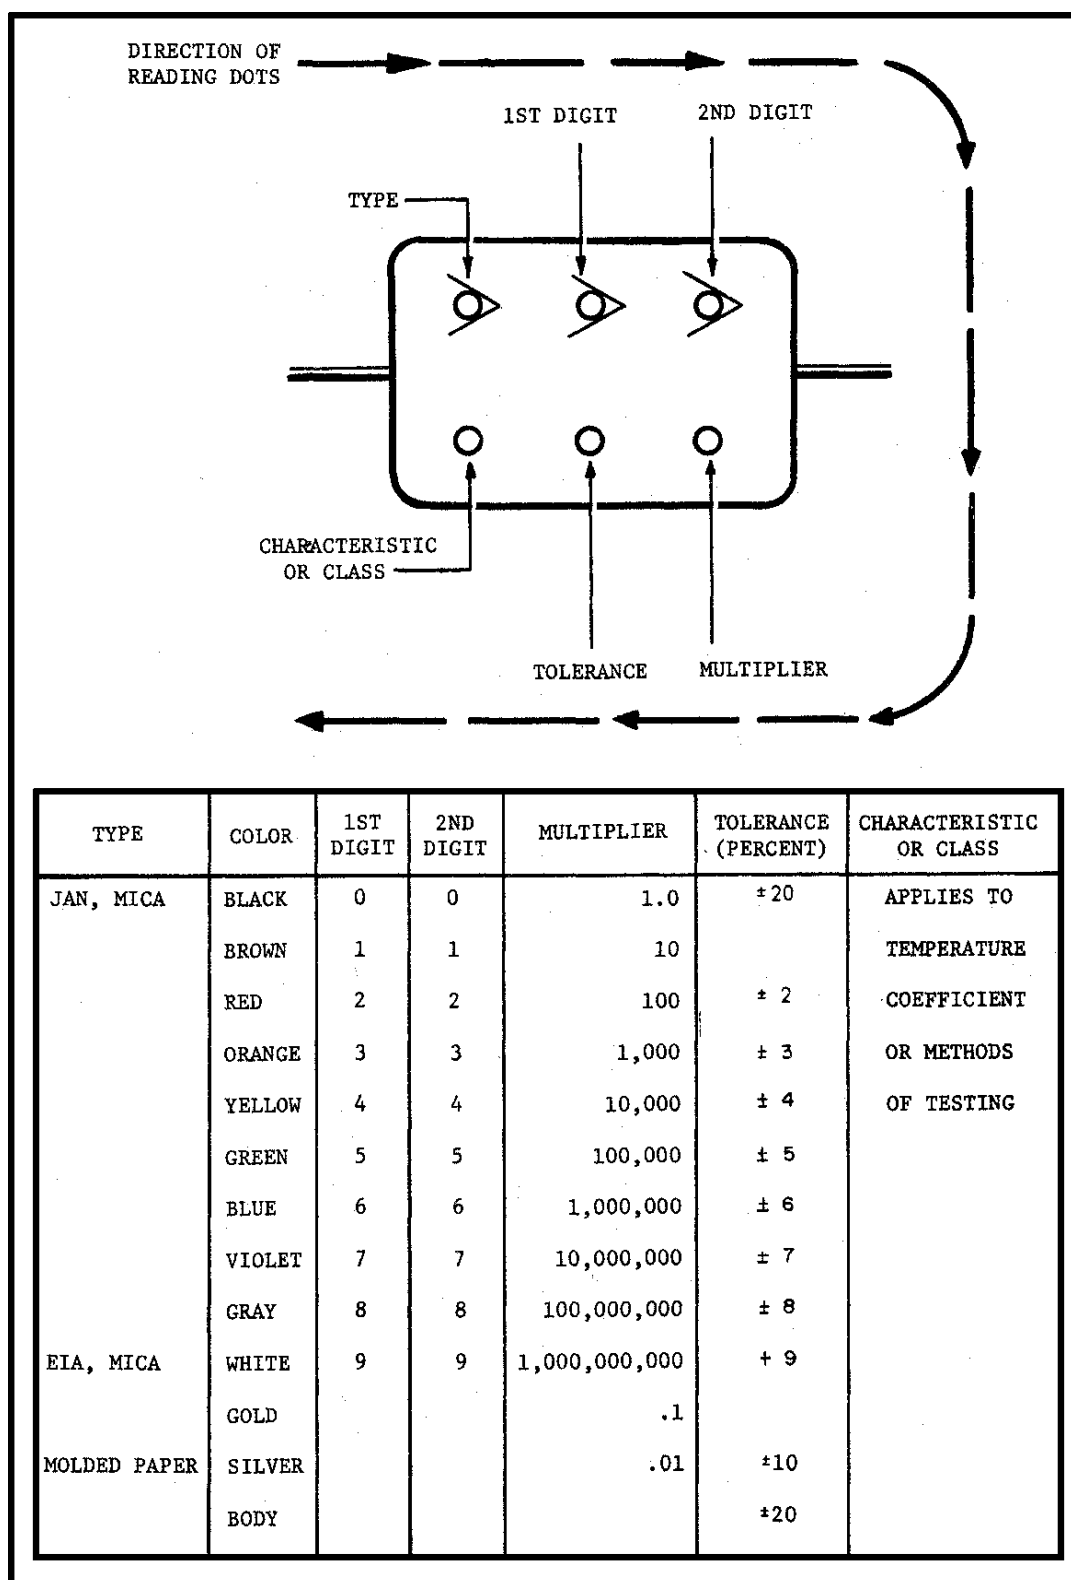 DIRECTION OF
READING DOTS
1ST DIGIT
2ND DIGIT
TYPE
CHARACTERISTIC
OR CLASS
TOLERANCE
MULTIPLIER
TYPE COLOR 1ST DIGIT 2ND DIGIT MULTIPLIER TOLERANCE (PERCENT) CHARACTERISTIC OR CLASS
JAN, MICA BLACK 0 0 1.0 ±20 APPLIES TO
BROWN 1 1 10 TEMPERATURE
RED 2 2 100 ± 2 COEFFICIENT
ORANGE 3 3 1,000 ± 3 OR METHODS
YELLOW 4 4 10,000 ± 4 OF TESTING
GREEN 5 5 100,000 ± 5
BLUE 6 6 1,000,000 ± 6
VIOLET 7 7 10,000,000 ± 7
GRAY 8 8 100,000,000 ± 8
EIA, MICA WHITE 9 9 1,000,000,000 + 9
GOLD .1
MOLDED PAPER SILVER .01 ±10
BODY ±20